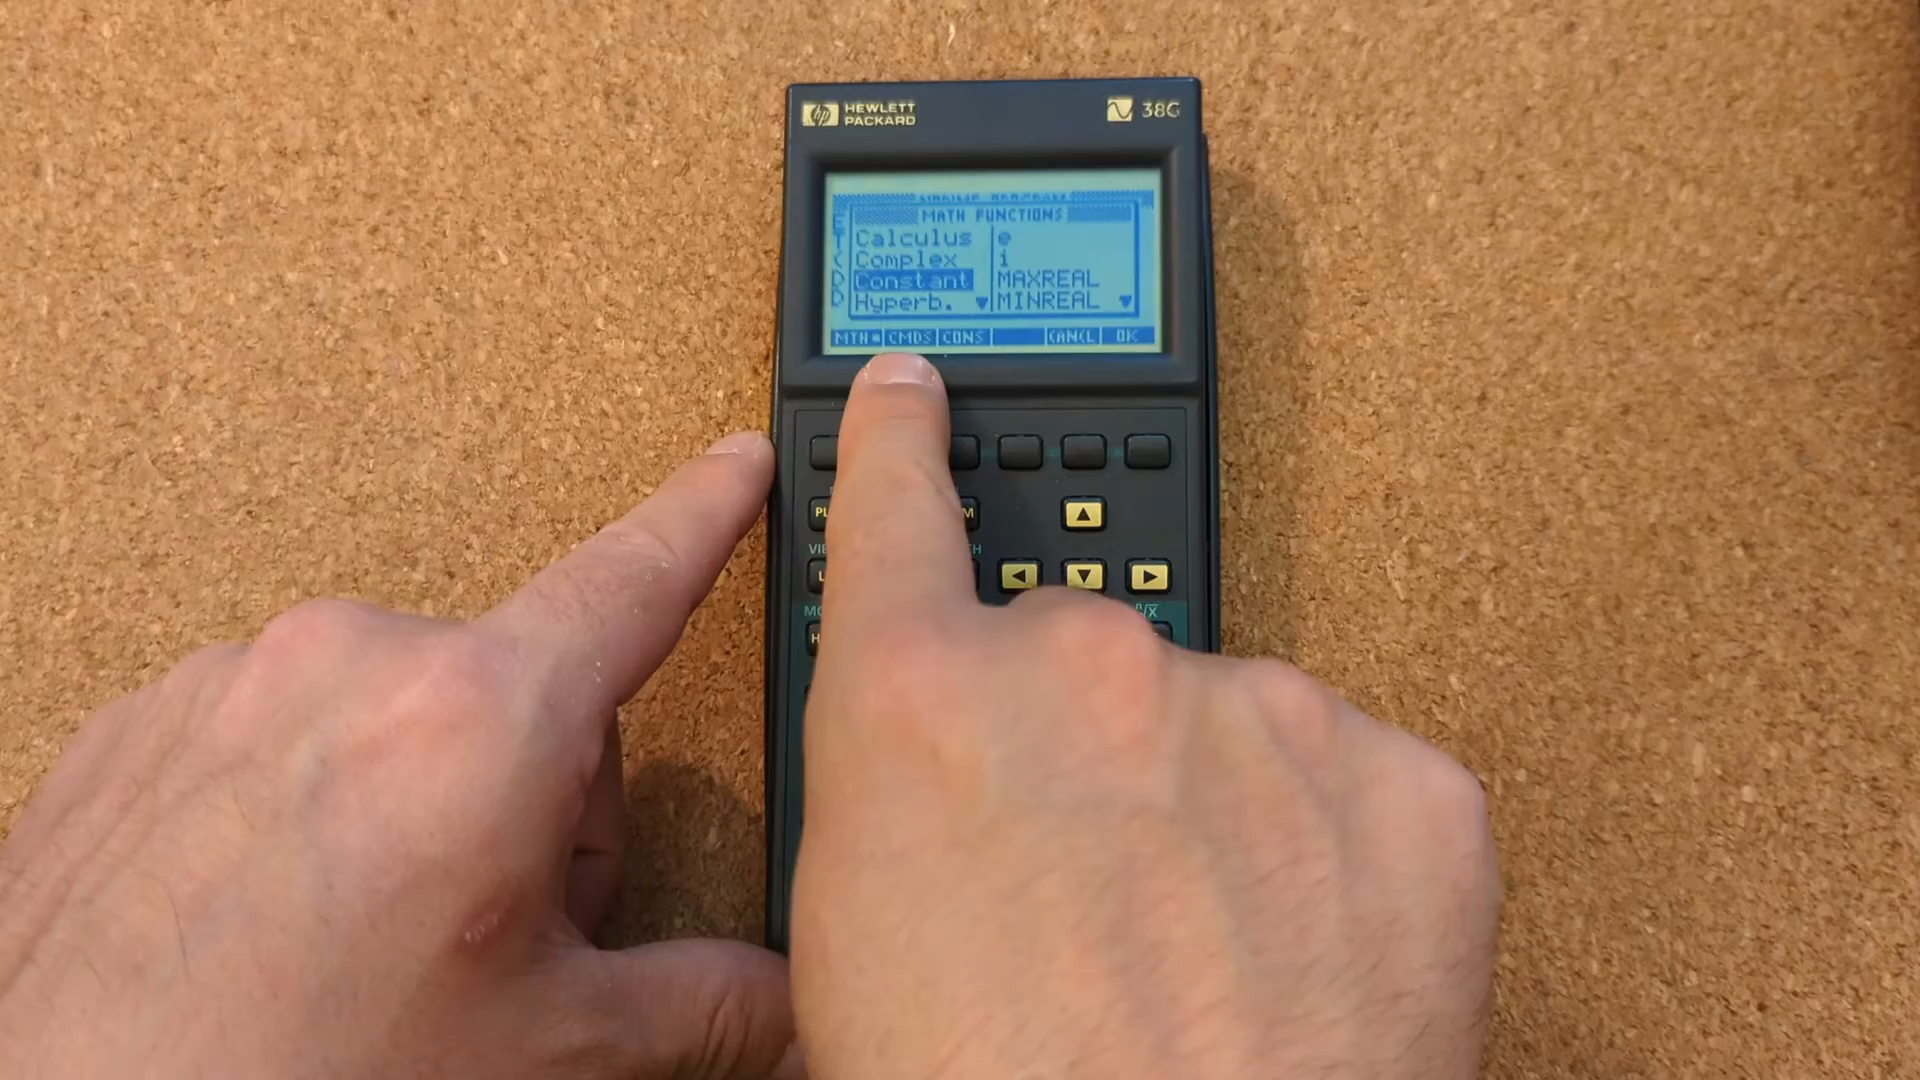 HEWLETT
PACKARD
38G
MATH FUNCTIONS
Calculus
e
Complex
i
Constant
MAXREAL
Hyperb.
MINREAL
MTH
CMDS
CONS
CANCL
OK